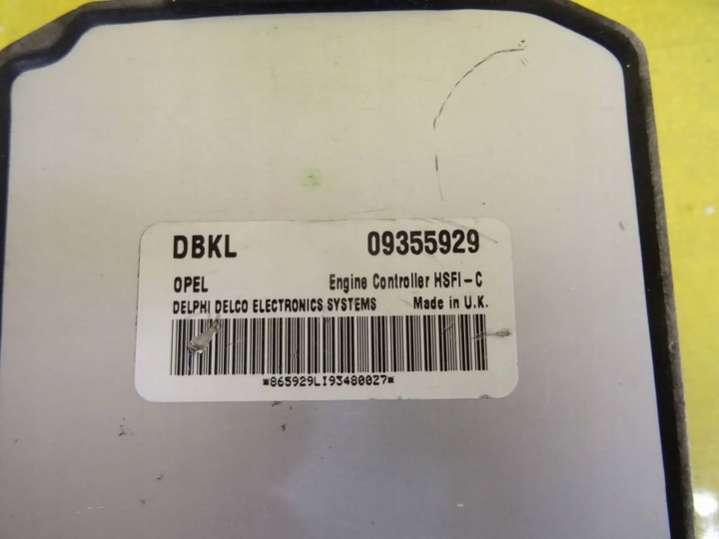 DBKL 09355929
OPEL Engine Controller HSFI-C
DELPHI DELCO ELECTRONICS SYSTEMS Made in U.K.
*865929LI93480027*